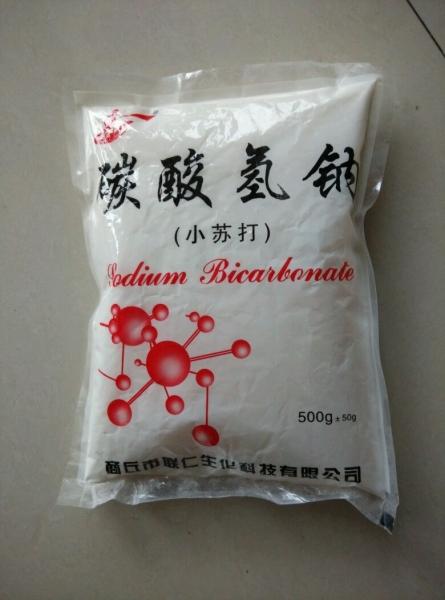 碳酸氢钠
(小苏打)
Sodium Bicarbonate
500g ± 50g
商丘市联仁生化科技有限公司